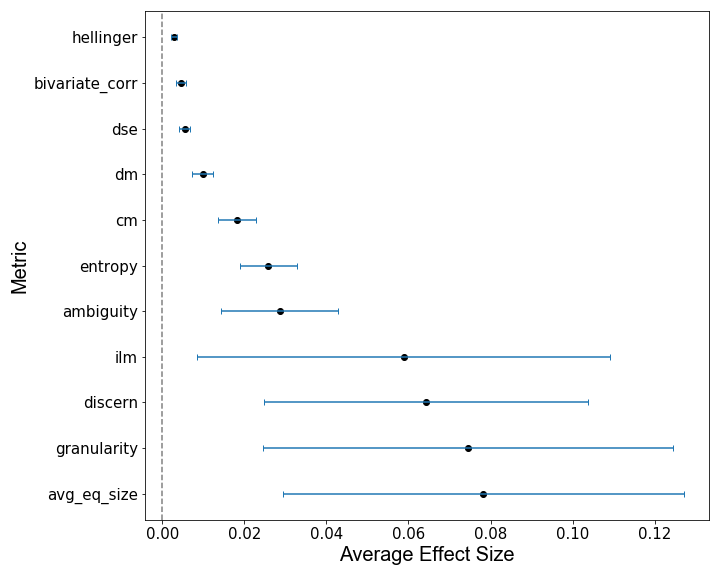 hellinger
bivariate_corr
dse
dm
cm
entropy
ambiguity
ilm
discern
granularity
avg_eq_size
Metric
0.00 0.02 0.04 0.06 0.08 0.10 0.12
Average Effect Size